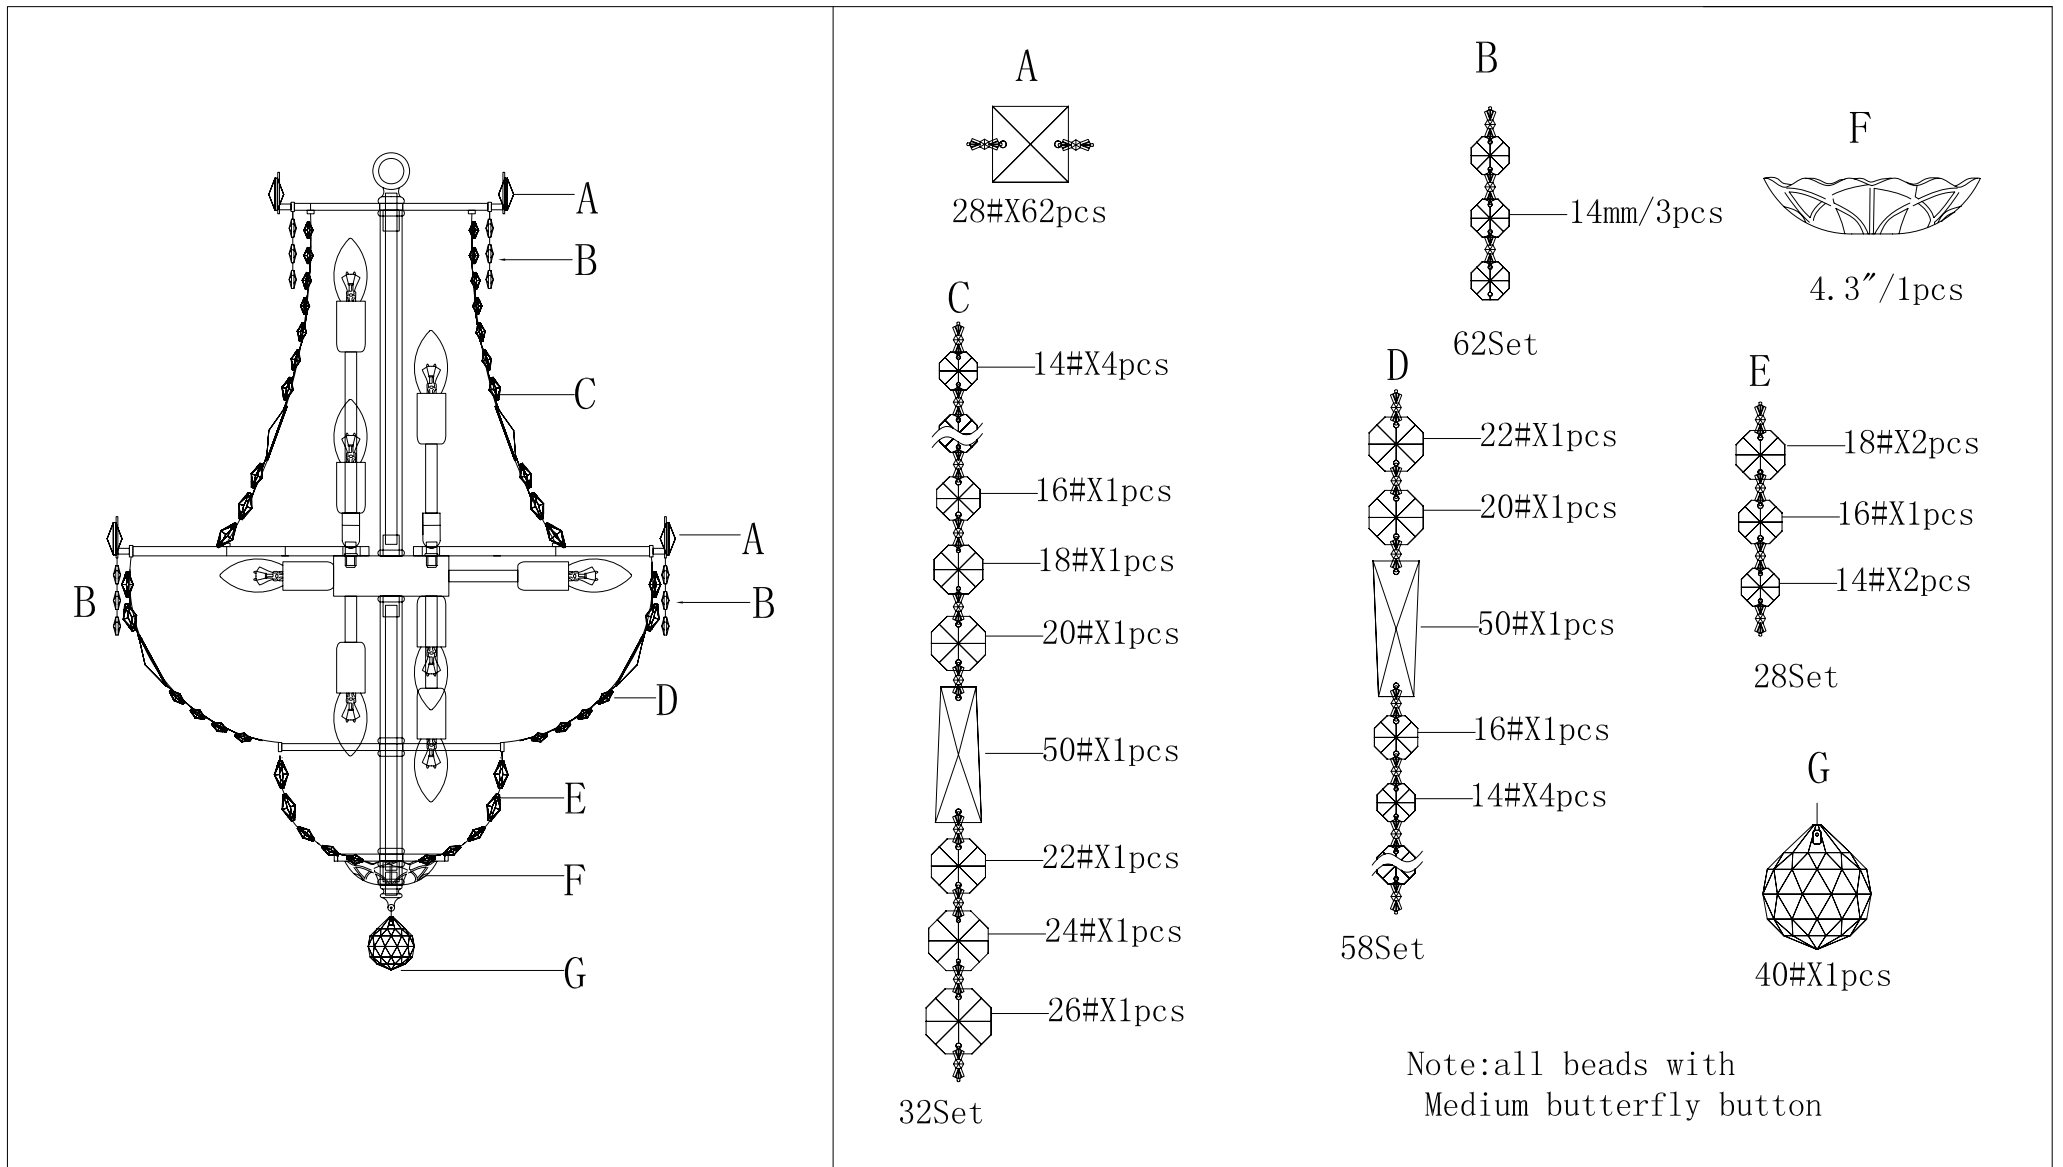 A
B
C
A
B
B
D
E
F
G
A
28#X62pcs
B
14mm/3pcs
62Set
F
4.3"/1pcs
C
14#X4pcs
16#X1pcs
18#X1pcs
20#X1pcs
50#X1pcs
22#X1pcs
24#X1pcs
26#X1pcs
32Set
D
22#X1pcs
20#X1pcs
50#X1pcs
16#X1pcs
14#X4pcs
58Set
E
18#X2pcs
16#X1pcs
14#X2pcs
28Set
G
40#X1pcs
Note:all beads with
Medium butterfly button